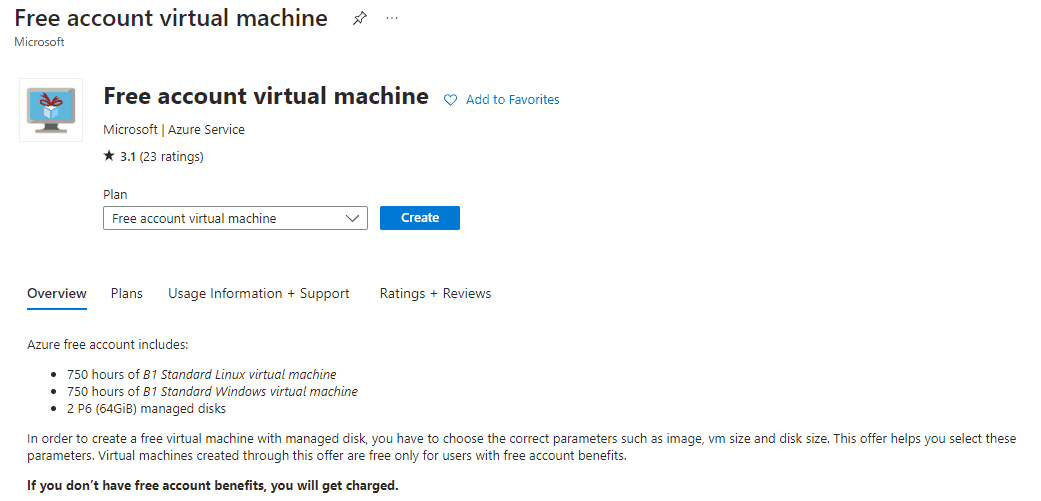 Free account virtual machine
Microsoft
Free account virtual machine
Add to Favorites
Microsoft | Azure Service
★ 3.1 (23 ratings)
Plan
Free account virtual machine
Create
Overview Plans Usage Information + Support Ratings + Reviews
Azure free account includes:
• 750 hours of B1 Standard Linux virtual machine
• 750 hours of B1 Standard Windows virtual machine
• 2 P6 (64GiB) managed disks
In order to create a free virtual machine with managed disk, you have to choose the correct parameters such as image, vm size and disk size. This offer helps you select these
parameters. Virtual machines created through this offer are free only for users with free account benefits.
If you don’t have free account benefits, you will get charged.